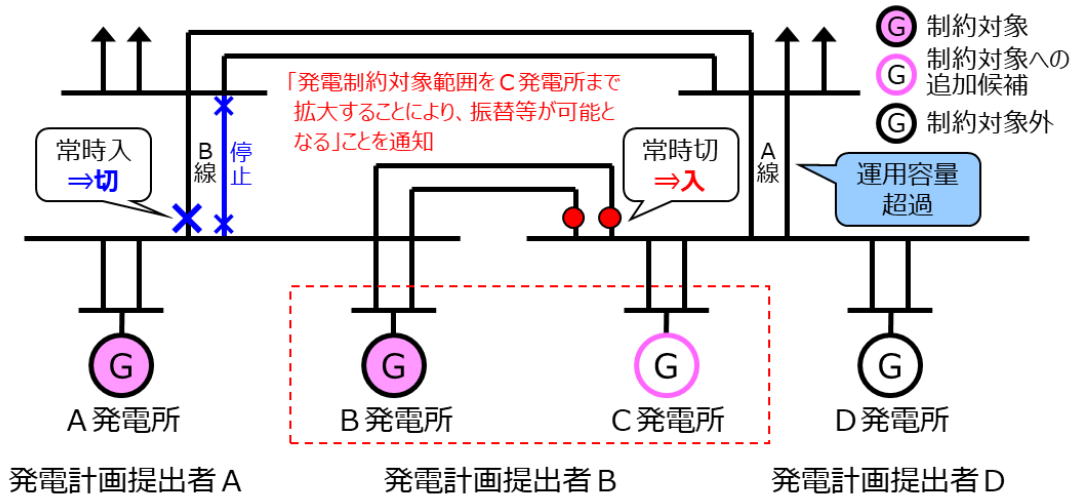 G 制約対象
G 制約対象への
追加候補
G 制約対象外
「発電制約対象範囲をC発電所まで
拡大することにより、振替等が可能と
なる」ことを通知
常時入
⇒切
B線
停止
常時切
⇒入
A線
運用容量
超過
G
G
G
G
A発電所
B発電所
C発電所
D発電所
発電計画提出者A
発電計画提出者B
発電計画提出者D